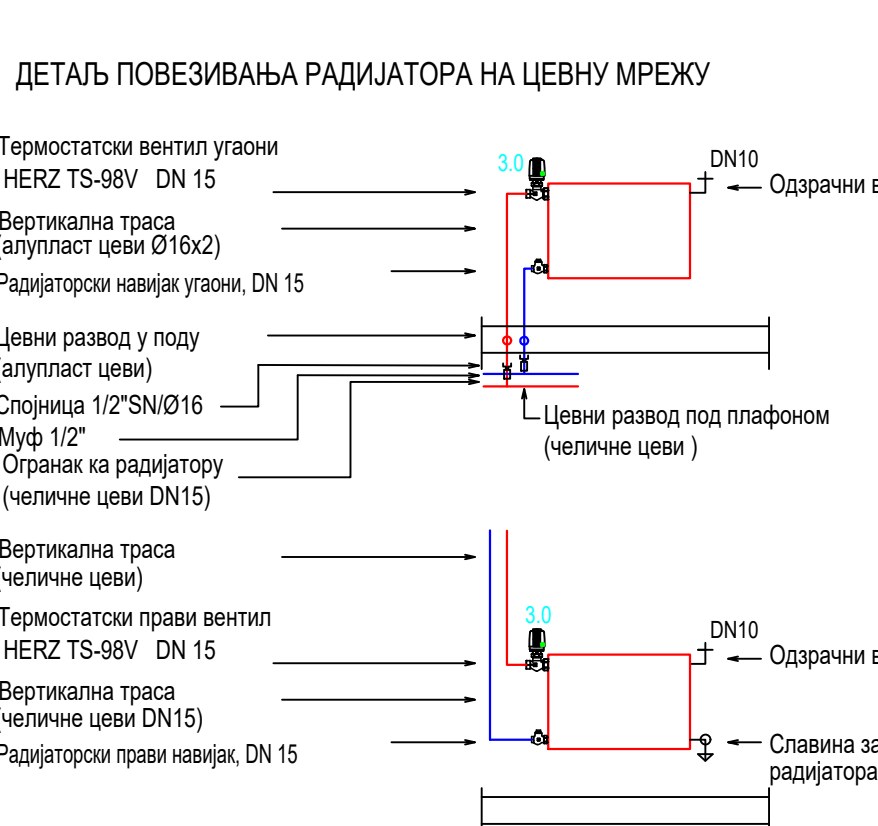 ДЕТАЉ ПОВЕЗИВАЊА РАДИЈАТОРА НА ЦЕВНУ МРЕЖУ
Термостатски вентил угаони
HERZ TS-98V DN 15
Вертикална траса
(алупласт цеви Ø16x2)
Радијаторски навијак угаони, DN 15
Цевни развод у поду
(алупласт цеви)
Спојница 1/2"SN/Ø16
Муф 1/2"
Огранак ка радијатору
(челичне цеви DN15)
3.0
DN10
Одзрачни
Цевни развод под плафоном
(челичне цеви )
Вертикална траса
(челичне цеви)
Термостатски прави вентил
HERZ TS-98V DN 15
Вертикална траса
(челичне цеви DN15)
Радијаторски прави навијак, DN 15
3.0
DN10
Одзрачни
Славина за
радијатора